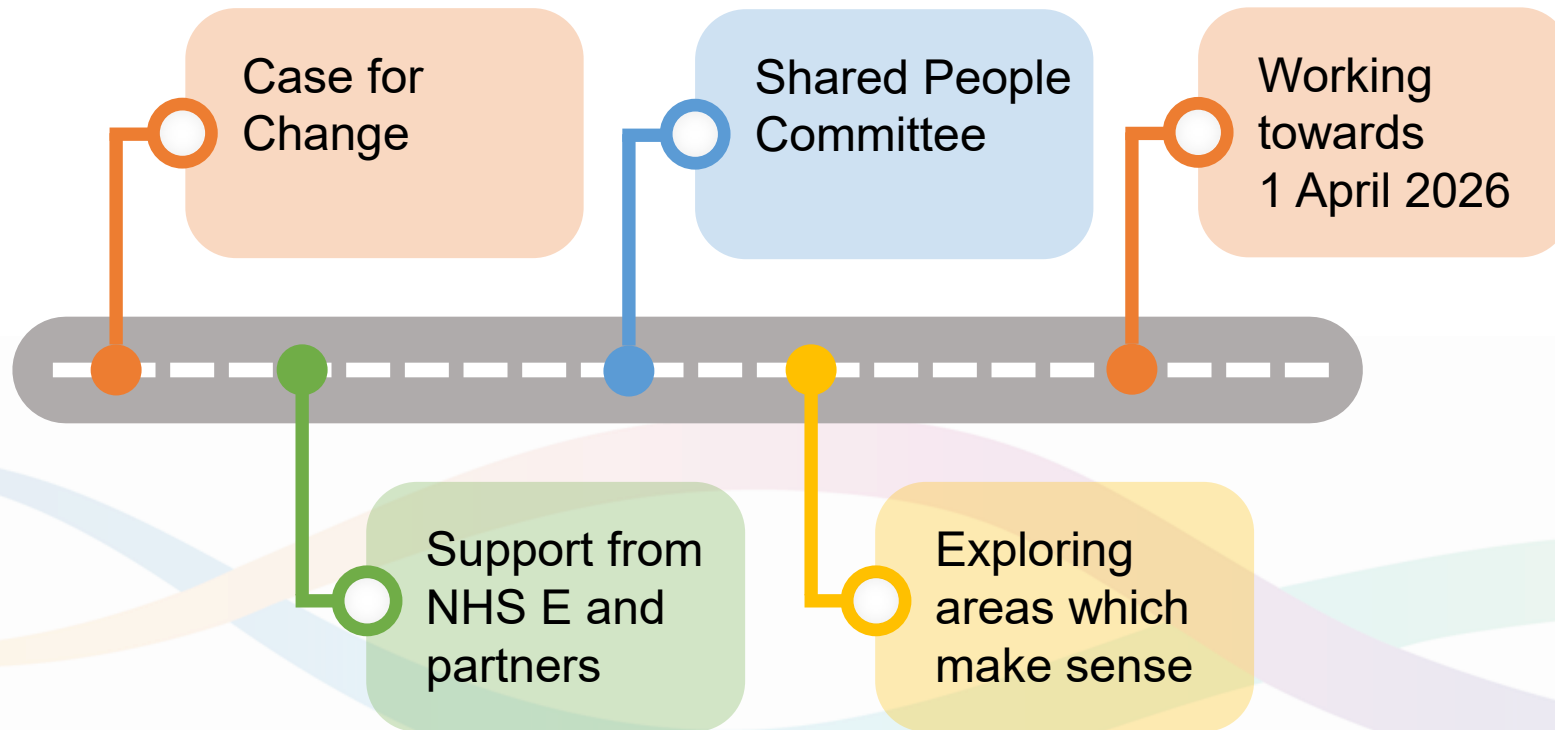 Case for
Change
Support from
NHS E and
partners
Shared People
Committee
Exploring
areas which
make sense
Working
towards
1 April 2026